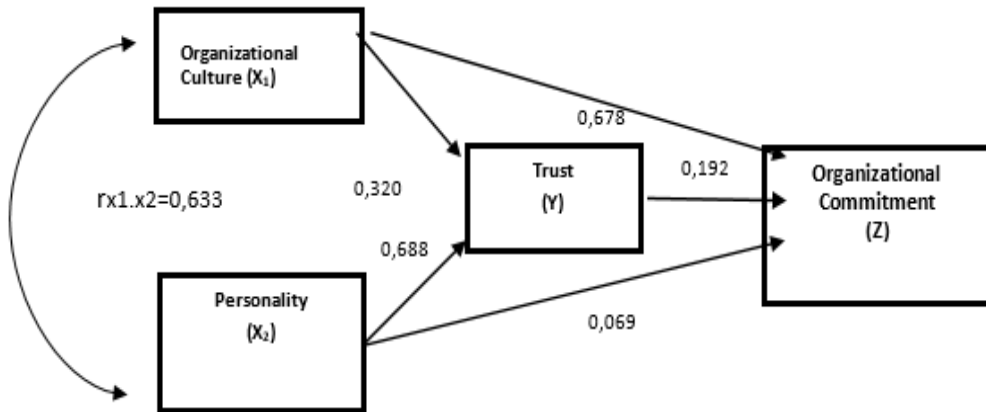 Organizational
Culture (X₁)
0,678
Trust
(Y)
0,192
Organizational
Commitment
(Z)
rx1.x2=0,633
0,320
0,688
Personality
(X₂)
0,069